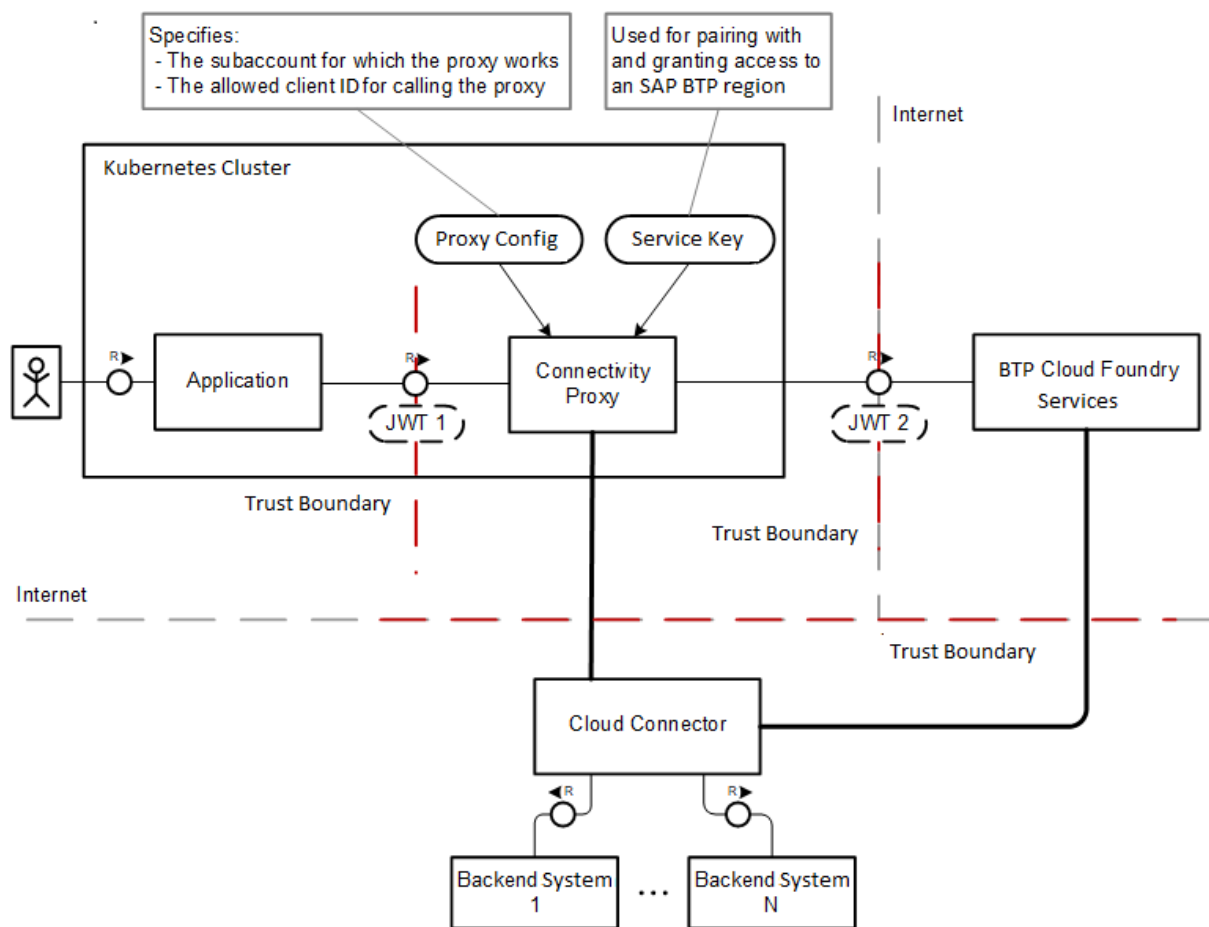 Specifies:
- The subaccount for which the proxy works
- The allowed client ID for calling the proxy
Used for pairing with
and granting access to
an SAP BTP region
Internet
Kubernetes Cluster
Proxy Config
Service Key
R
Application
R
JWT 1
Connectivity
Proxy
R
JWT 2
BTP Cloud Foundry
Services
Trust Boundary
Trust Boundary
Internet
Trust Boundary
Cloud Connector
R
R
Backend System
1
...
Backend System
N